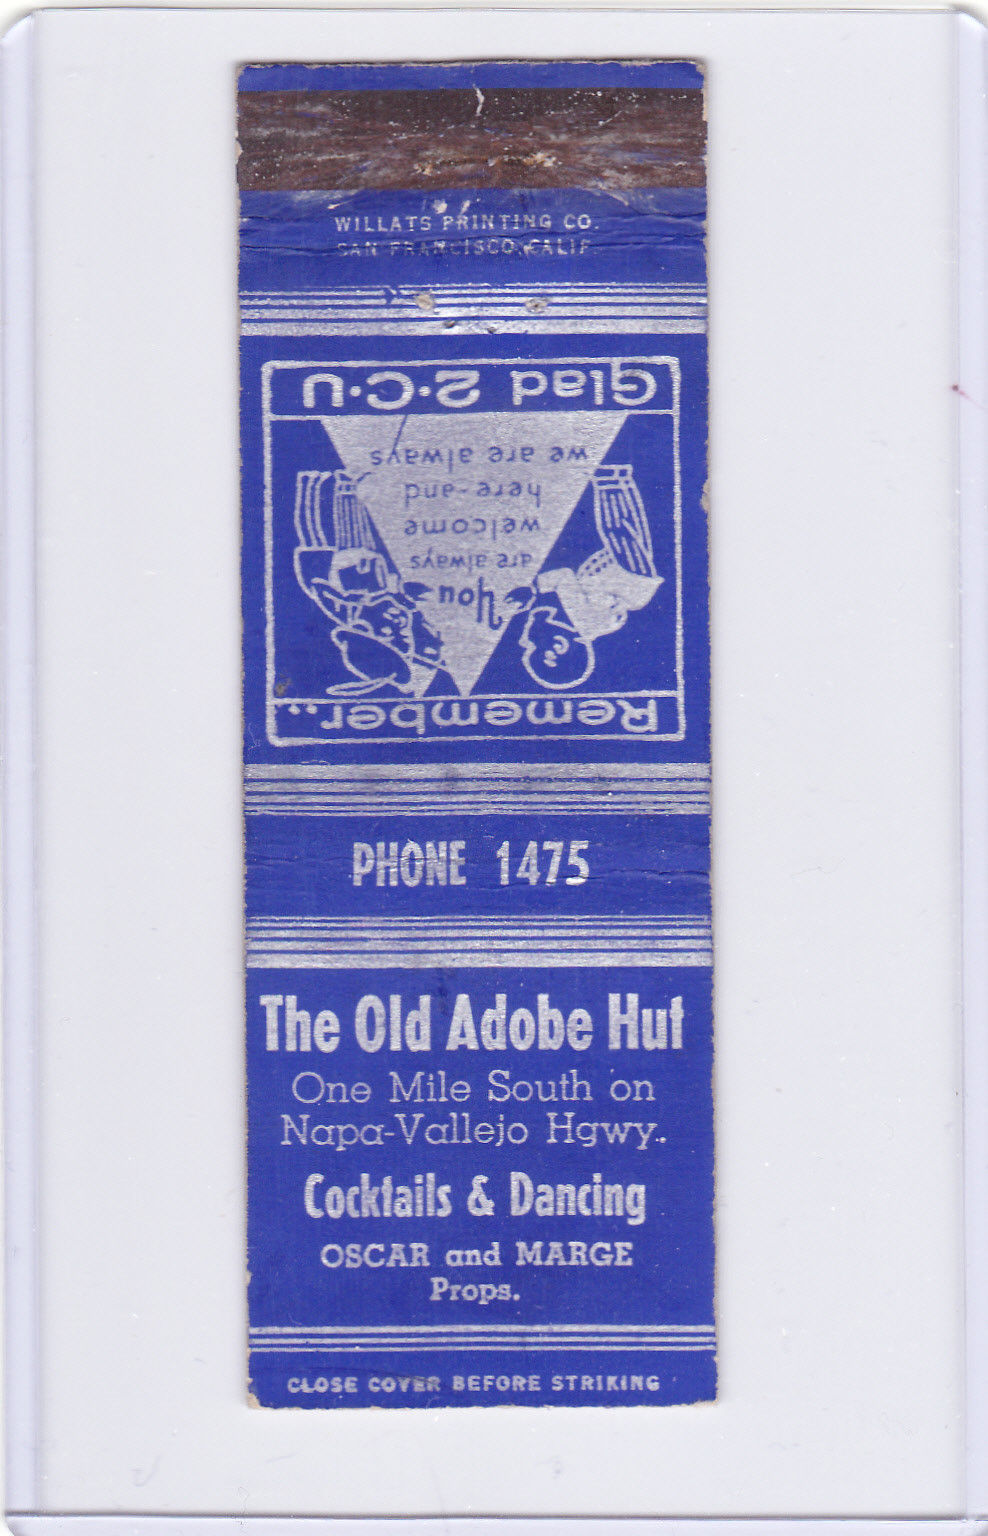 WILLATS PRINTING CO.
SAN FRANCISCO, CALIF.
Remember..
You
are always
welcome
here-and
we are always
Glad 2·C·U
PHONE 1475
The Old Adobe Hut
One Mile South on
Napa-Vallejo Hgwy.
Cocktails & Dancing
OSCAR and MARGE
Props.
CLOSE COVER BEFORE STRIKING